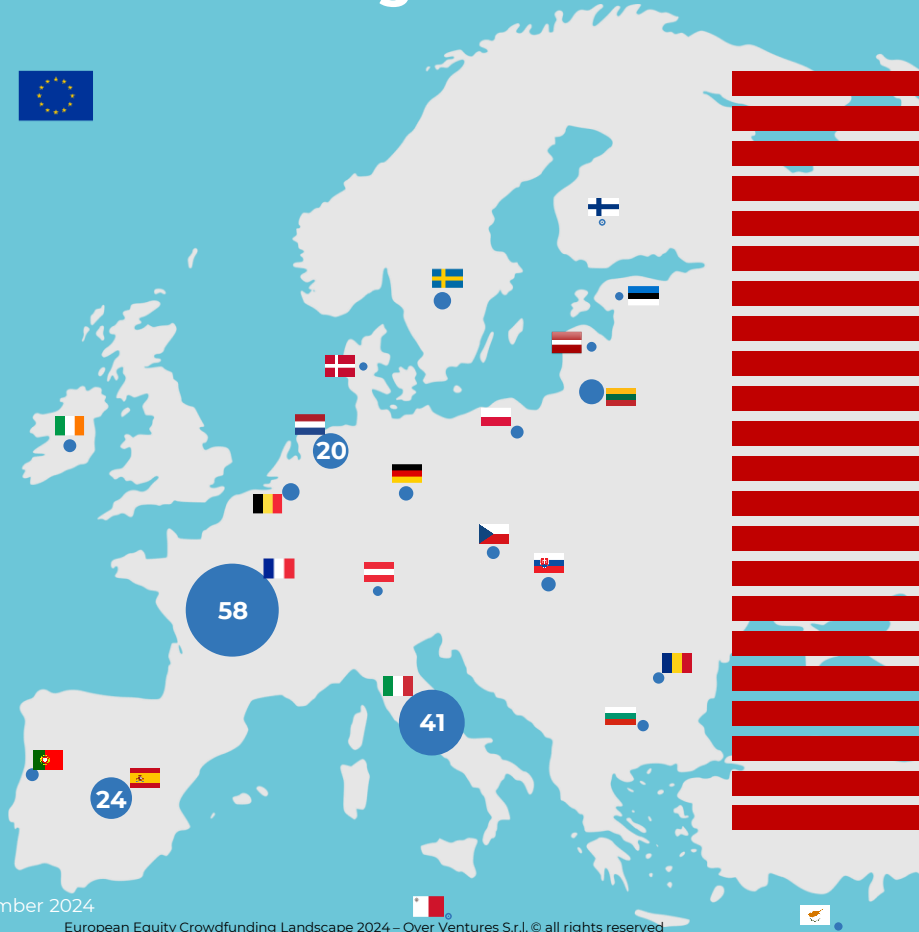 20
58
41
24
mber 2024
European Equity Crowdfunding Landscape 2024 – Over Ventures S.r.l. © all rights reserved